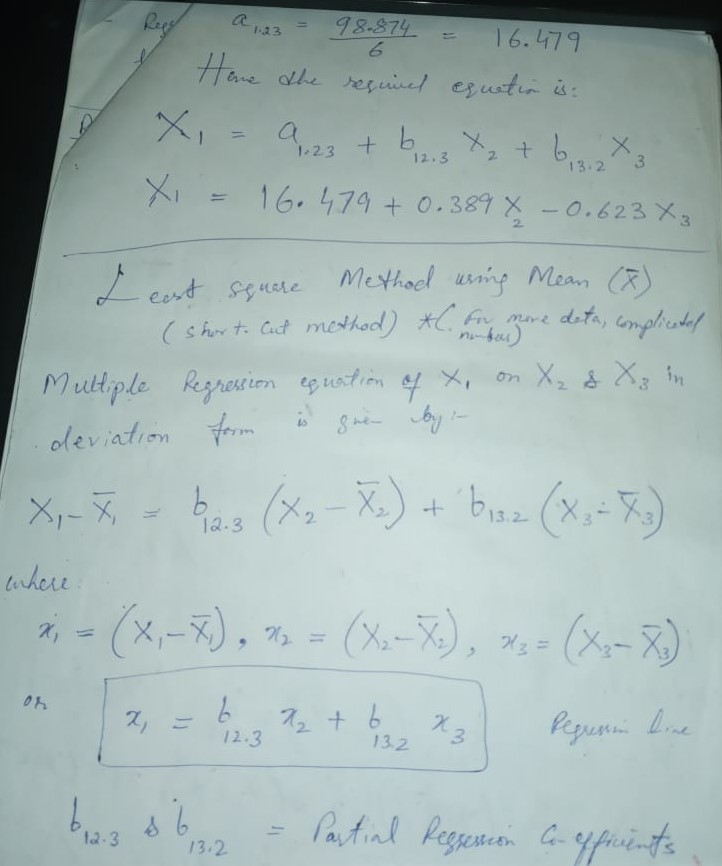 a₁.₂₃ = 98.874 / 6 = 16.479
Hence the required equation is:
X₁ = a₁.₂₃ + b₁₂.₃ X₂ + b₁₃.₂ X₃
X₁ = 16.479 + 0.389 X₂ − 0.623 X₃
Least square Method using Mean (X̄)
(short. cut method) *(. For more data, complicated
numbers)
Multiple Regression equation of X₁ on X₂ & X₃ in
deviation form is given by :-
X₁ − X̄₁ = b₁₂.₃ (X₂ − X̄₂) + b₁₃.₂ (X₃ − X̄₃)
where
x₁ = (X₁ − X̄₁), x₂ = (X₂ − X̄₂), x₃ = (X₃ − X̄₃)
or x₁ = b₁₂.₃ x₂ + b₁₃.₂ x₃ Regression line
b₁₂.₃ & b₁₃.₂ = Partial Regression Co-efficients